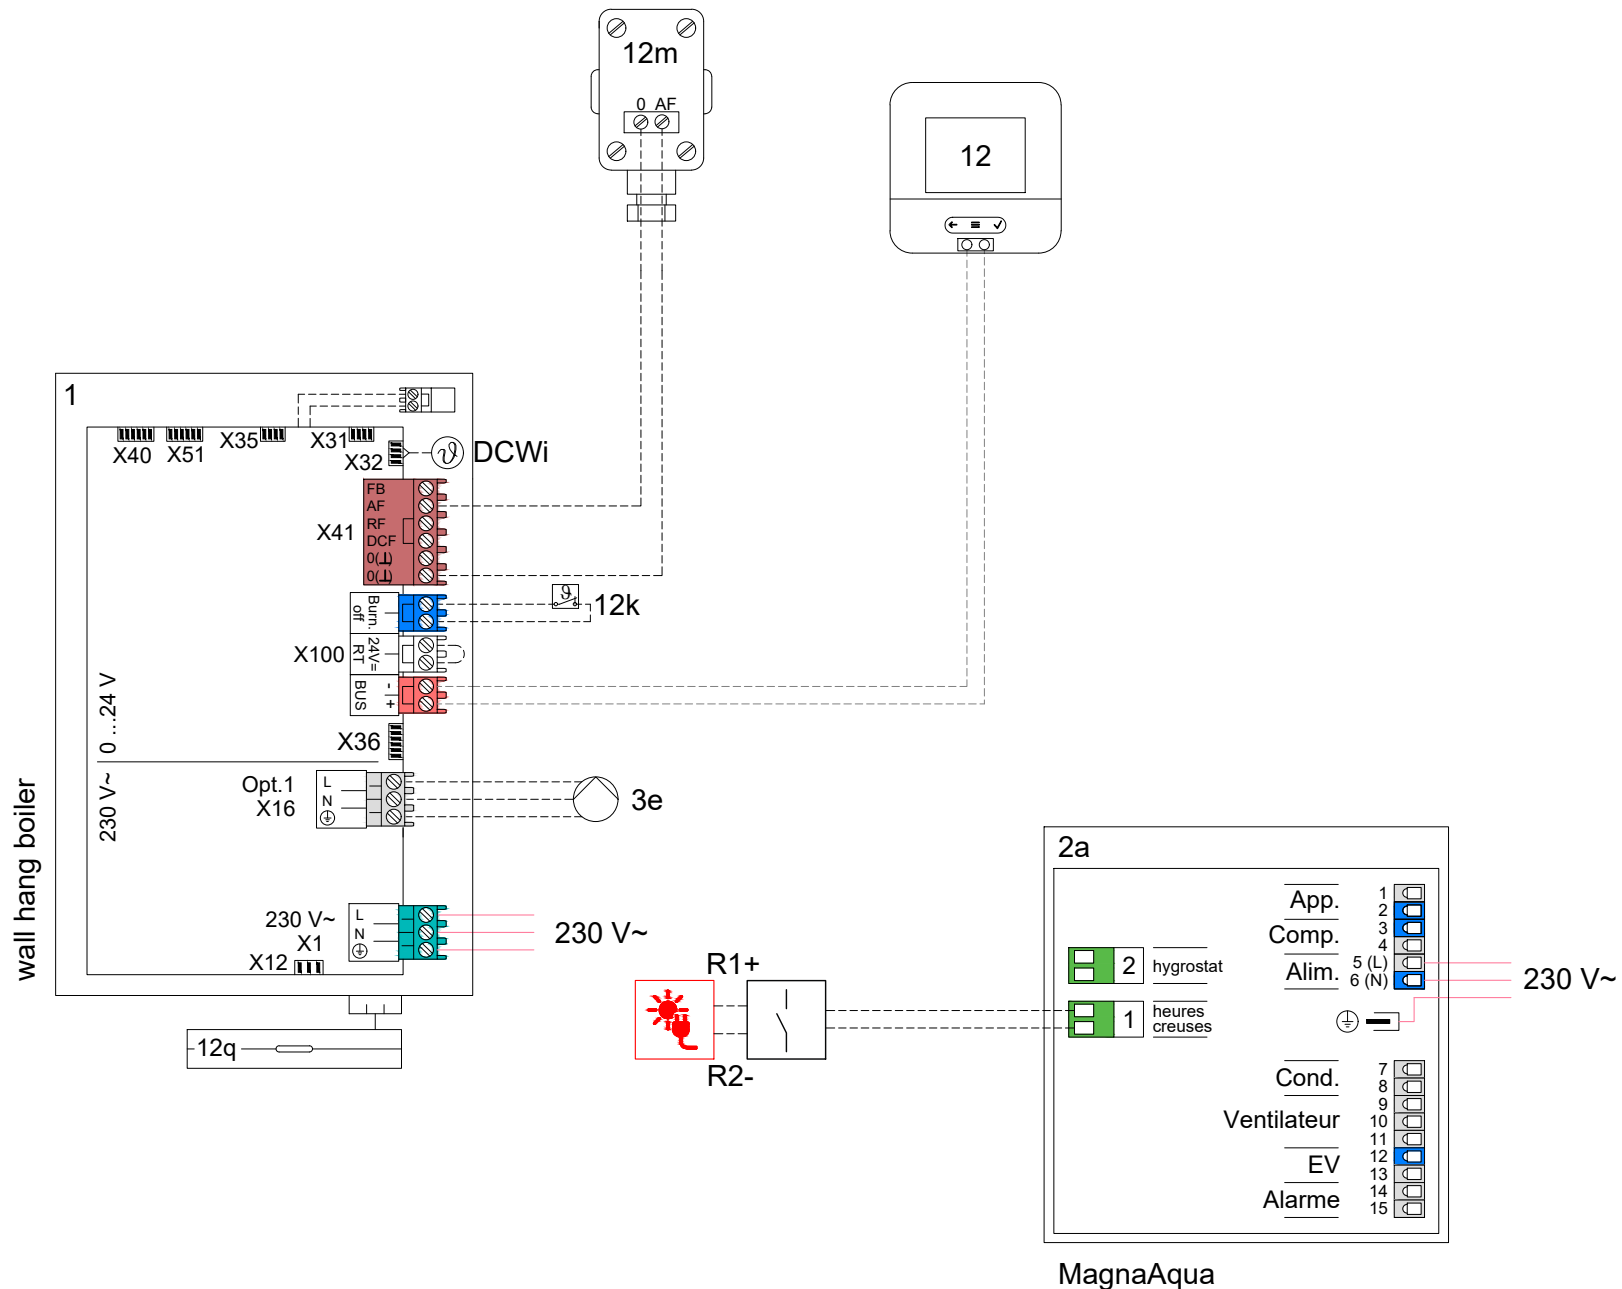 12m
0 AF
12
1
X40
X51
X35
X31
X32
DCWi
FB
AF
RF
DCF
0(⊥)
0(⊥)
X41
Burn.
off
12k
24V=
RT
X100
BUS
-
+
X36
0 ...24 V
230 V~
Opt.1
X16
L
N
3e
wall hang boiler
230 V~
X1
L
N
230 V~
X12
12q
R1+
R2-
2a
App.
1
2
Comp.
3
4
Alim.
5 (L)
6 (N)
230 V~
2
hygrostat
1
heures
creuses
Cond.
7
8
Ventilateur
9
10
11
EV
12
13
Alarme
14
15
MagnaAqua